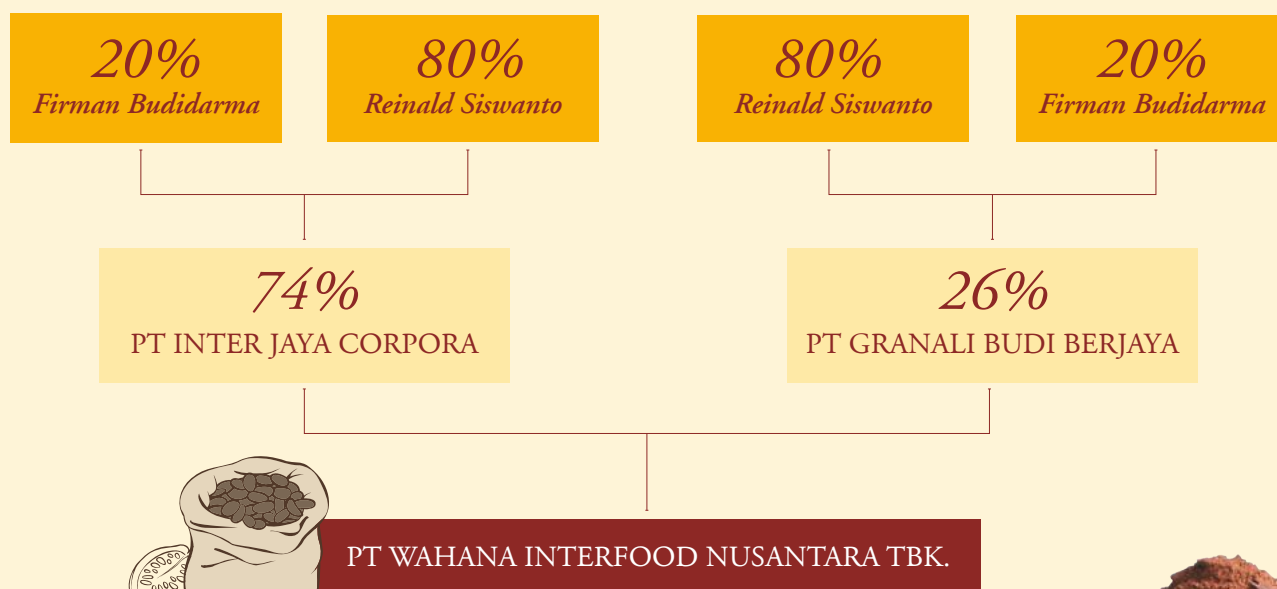 20%
Firman Budidarma
80%
Reinald Siswanto
80%
Reinald Siswanto
20%
Firman Budidarma
74%
PT INTER JAYA CORPORA
26%
PT GRANALI BUDI BERJAYA
PT WAHANA INTERFOOD NUSANTARA TBK.